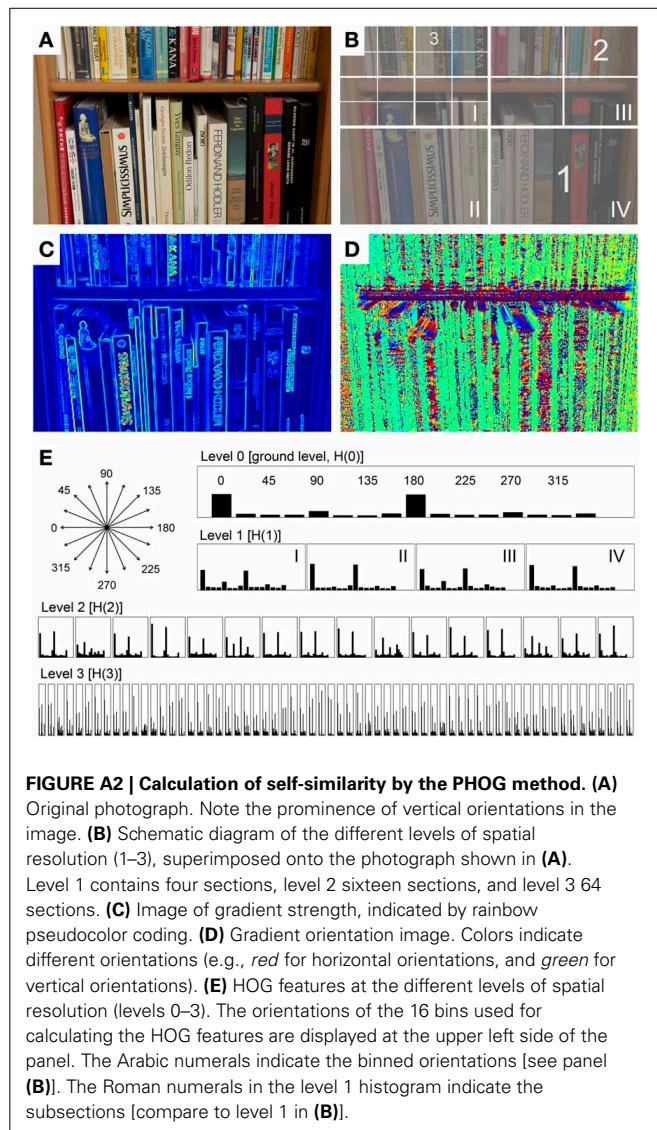 A
B
& KANA
FERDINAND HODLER
Yves Tanguy
Odilon Redon
3
2
I
III
1
II
IV
C
D
KANA
FERDINAND HODLER
E
90
45
135
0
180
315
225
270
Level 0 [ground level, H(0)]
0 45 90 135 180 225 270 315
Level 1 [H(1)]
I II III IV
Level 2 [H(2)]
Level 3 [H(3)]
FIGURE A2 | Calculation of self-similarity by the PHOG method. (A)
Original photograph. Note the prominence of vertical orientations in the
image. (B) Schematic diagram of the different levels of spatial
resolution (1–3), superimposed onto the photograph shown in (A).
Level 1 contains four sections, level 2 sixteen sections, and level 3 64
sections. (C) Image of gradient strength, indicated by rainbow
pseudocolor coding. (D) Gradient orientation image. Colors indicate
different orientations (e.g., red for horizontal orientations, and green for
vertical orientations). (E) HOG features at the different levels of spatial
resolution (levels 0–3). The orientations of the 16 bins used for
calculating the HOG features are displayed at the upper left side of the
panel. The Arabic numerals indicate the binned orientations [see panel
(B)]. The Roman numerals in the level 1 histogram indicate the
subsections [compare to level 1 in (B)].